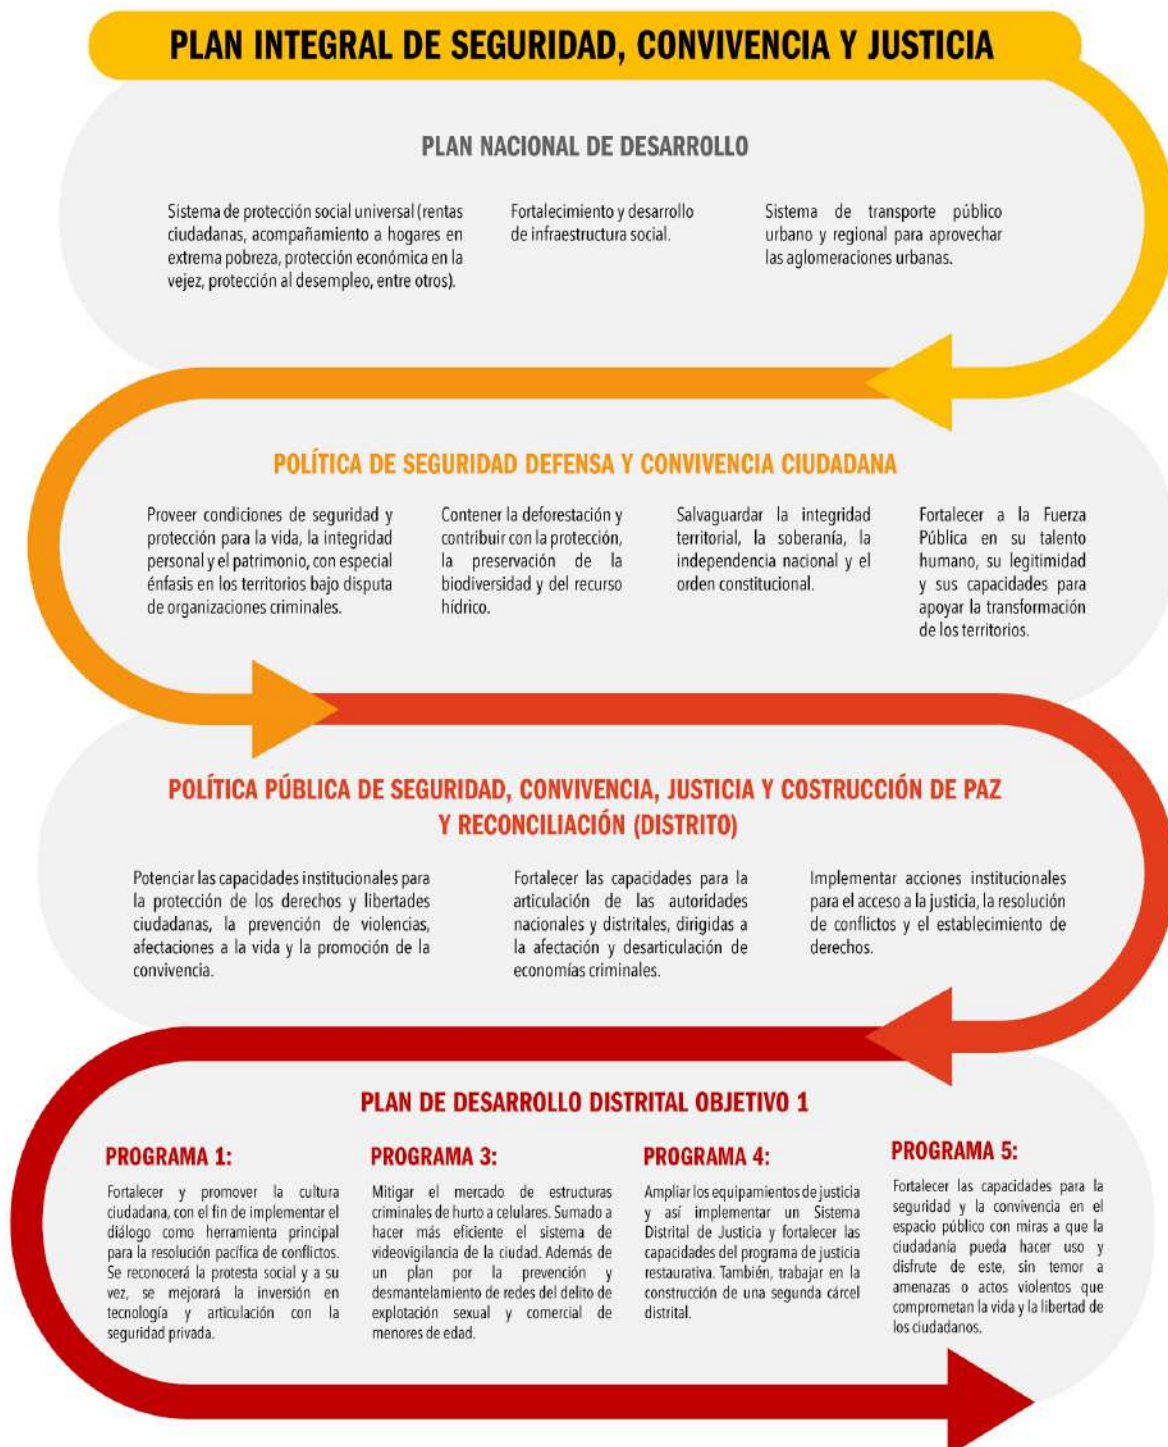 PLAN INTEGRAL DE SEGURIDAD, CONVIVENCIA Y JUSTICIA
PLAN NACIONAL DE DESARROLLO
Sistema de protección social universal (rentas
ciudadanas, acompañamiento a hogares en
extrema pobreza, protección económica en la
vejez, protección al desempleo, entre otros).
Fortalecimiento y desarrollo
de infraestructura social.
Sistema de transporte público
urbano y regional para aprovechar
las aglomeraciones urbanas.
POLÍTICA DE SEGURIDAD DEFENSA Y CONVIVENCIA CIUDADANA
Proveer condiciones de seguridad y
protección para la vida, la integridad
personal y el patrimonio, con especial
énfasis en los territorios bajo disputa
de organizaciones criminales.
Contener la deforestación y
contribuir con la protección,
la preservación de la
biodiversidad y del recurso
hídrico.
Salvaguardar la integridad
territorial, la soberanía, la
independencia nacional y el
orden constitucional.
Fortalecer a la Fuerza
Pública en su talento
humano, su legitimidad
y sus capacidades para
apoyar la transformación
de los territorios.
POLÍTICA PÚBLICA DE SEGURIDAD, CONVIVENCIA, JUSTICIA Y COSTRUCCIÓN DE PAZ
Y RECONCILIACIÓN (DISTRITO)
Potenciar las capacidades institucionales para
la protección de los derechos y libertades
ciudadanas, la prevención de violencias,
afectaciones a la vida y la promoción de la
convivencia.
Fortalecer las capacidades para la
articulación de las autoridades
nacionales y distritales, dirigidas a
la afectación y desarticulación de
economías criminales.
Implementar acciones institucionales
para el acceso a la justicia, la resolución
de conflictos y el establecimiento de
derechos.
PLAN DE DESARROLLO DISTRITAL OBJETIVO 1
PROGRAMA 1:
Fortalecer y promover la cultura
ciudadana, con el fin de implementar el
diálogo como herramienta principal
para la resolución pacífica de conflictos.
Se reconocerá la protesta social y a su
vez, se mejorará la inversión en
tecnología y articulación con la
seguridad privada.
PROGRAMA 3:
Mitigar el mercado de estructuras
criminales de hurto a celulares. Sumado a
hacer más eficiente el sistema de
videovigilancia de la ciudad. Además de
un plan por la prevención y
desmantelamiento de redes del delito de
explotación sexual y comercial de
menores de edad.
PROGRAMA 4:
Ampliar los equipamientos de justicia
y así implementar un Sistema
Distrital de Justicia y fortalecer las
capacidades del programa de justicia
restaurativa. También, trabajar en la
construcción de una segunda cárcel
distrital.
PROGRAMA 5:
Fortalecer las capacidades para la
seguridad y la convivencia en el
espacio público con miras a que la
ciudadanía pueda hacer uso y
disfrute de este, sin temor a
amenazas o actos violentos que
comprometan la vida y la libertad de
los ciudadanos.